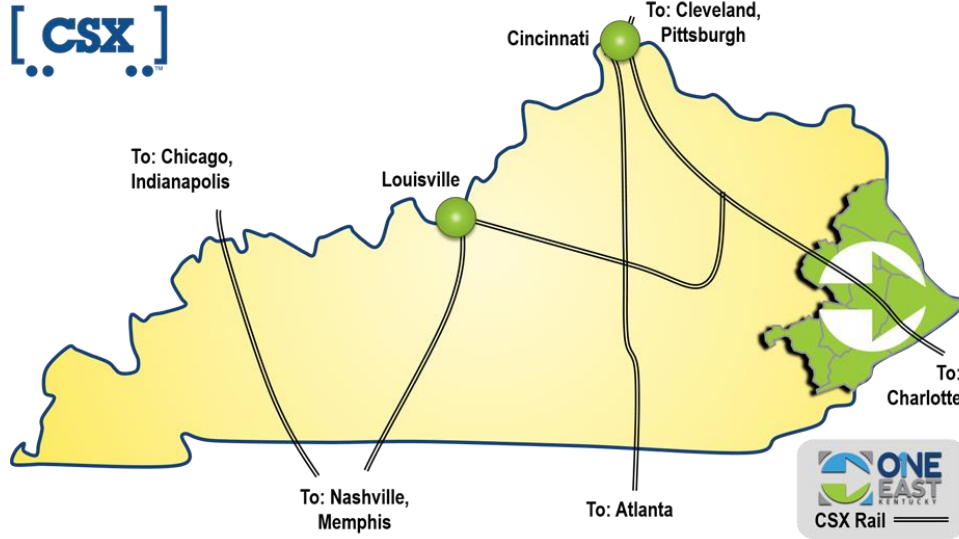 [CSX]
TM
To: Cleveland,
Pittsburgh
Cincinnati
To: Chicago,
Indianapolis
Louisville
To:
Charlotte
To: Nashville,
Memphis
To: Atlanta
ONE
EAST
KENTUCKY
CSX Rail